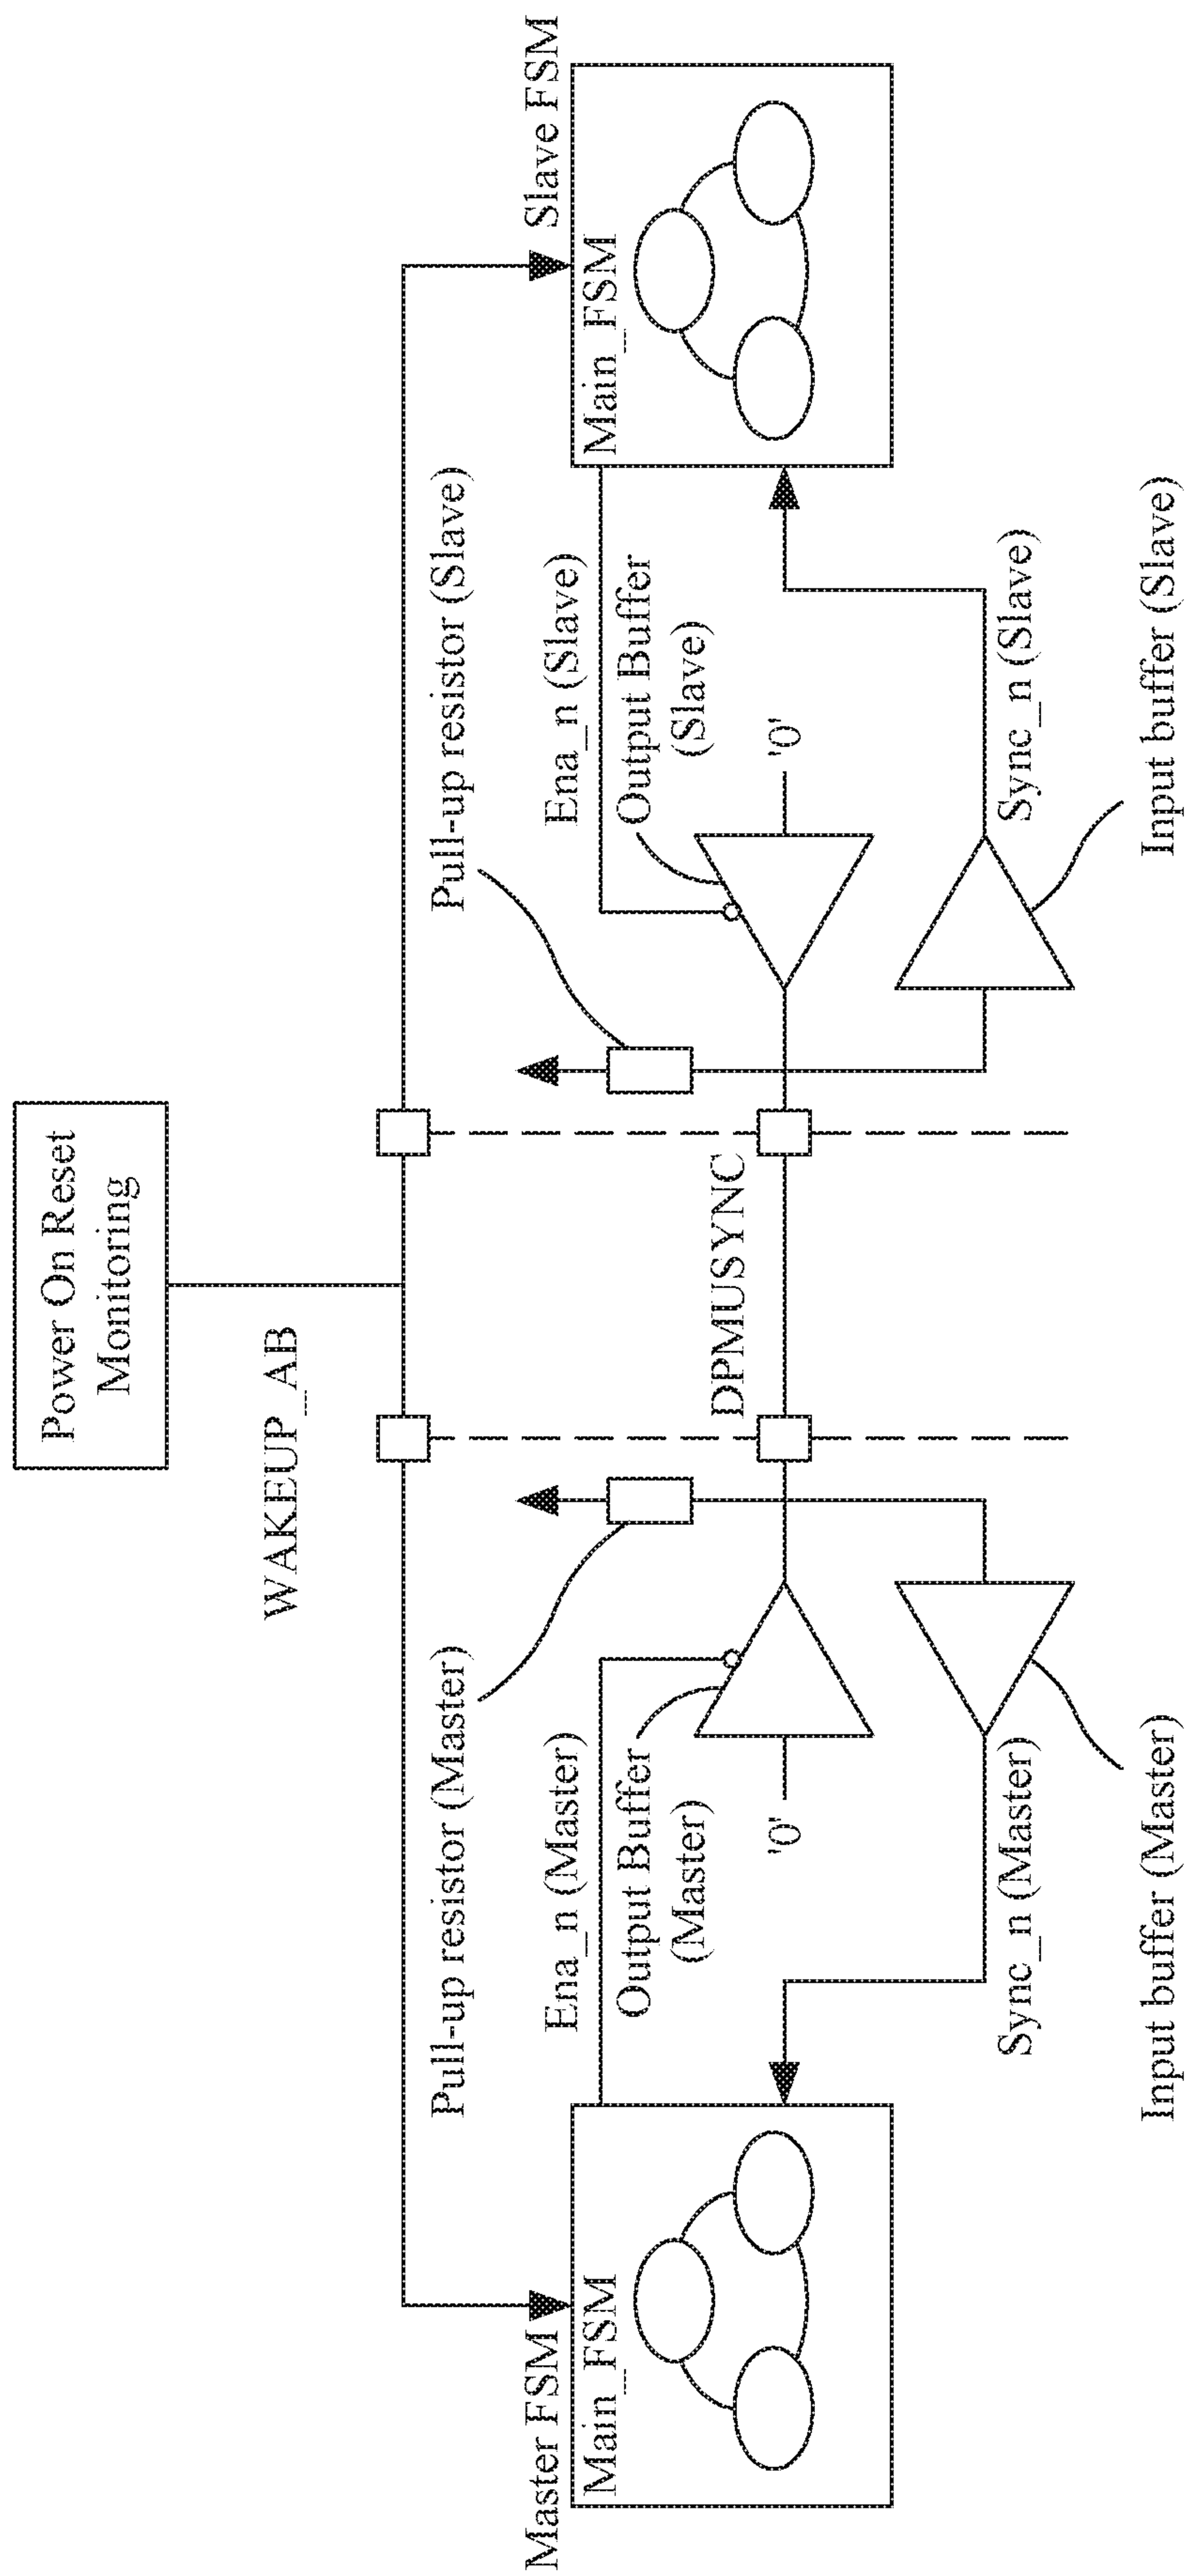 Power On Reset
Monitoring
WAKEUP_AB
Master FSM
Main_FSM
Pull-up resistor (Master)
Ena_n (Master)
Output Buffer
(Master)
'0'
Sync_n (Master)
Input buffer (Master)
DPMUSYNC
Slave FSM
Main_FSM
Pull-up resistor (Slave)
Ena_n (Slave)
Output Buffer
(Slave)
'0'
Sync_n (Slave)
Input buffer (Slave)